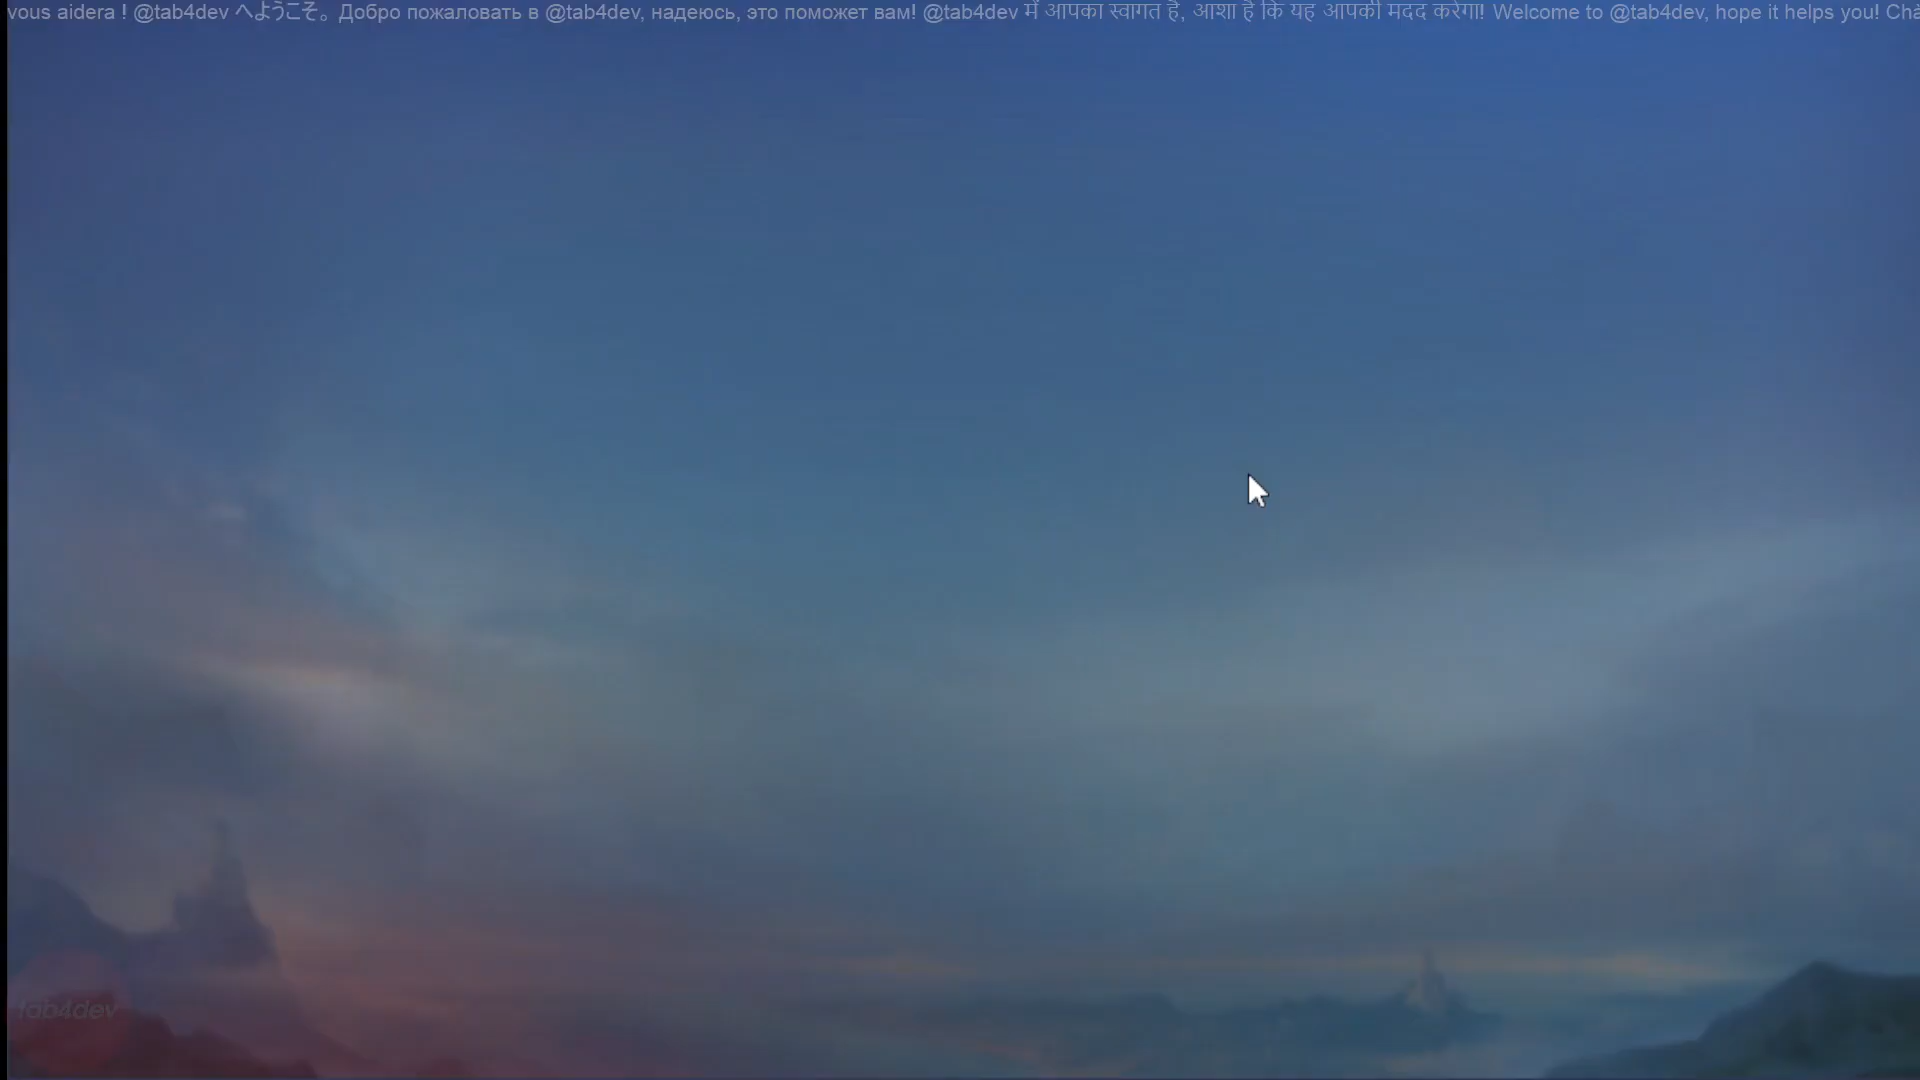 vous aidera ! @tab4dev へようこそ。 Добро пожаловать в @tab4dev, надеюсь, это поможет вам! @tab4dev में आपका स्वागत है, आशा है कि यह आपकी मदद करेगा! Welcome to @tab4dev, hope it helps you! Chà
tab4dev